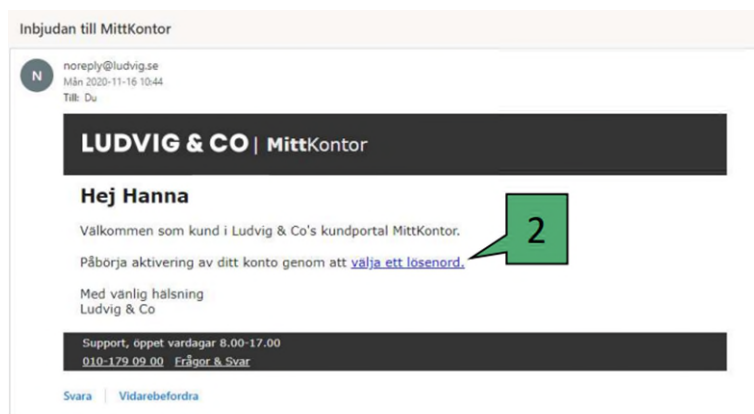 Inbjudan till MittKontor
N
noreply@ludvig.se
Mån 2020-11-16 10:44
Till: Du
LUDVIG & CO | MittKontor
Hej Hanna
Välkommen som kund i Ludvig & Co's kundportal MittKontor.
Påbörja aktivering av ditt konto genom att välja ett lösenord.
2
Med vänlig hälsning
Ludvig & Co
Support, öppet vardagar 8.00-17.00
010-179 09 00 Frågor & Svar
Svara | Vidarebefordra